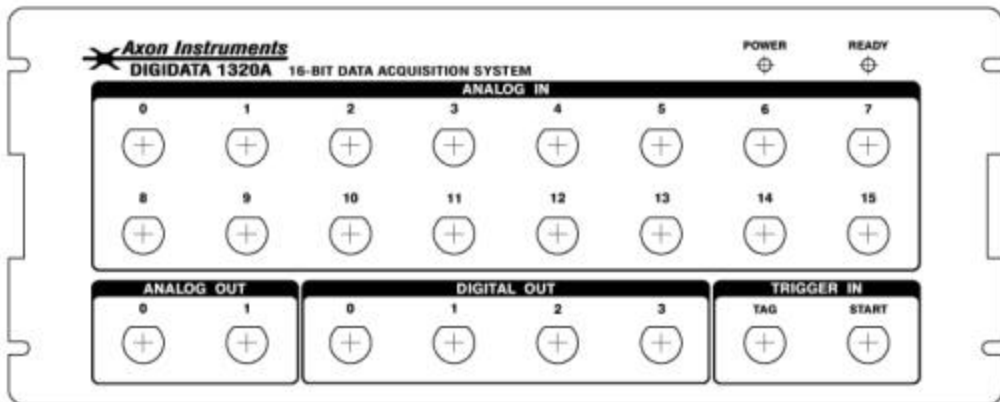 Axon Instruments
DIGIDATA 1320A 16-BIT DATA ACQUISITION SYSTEM
POWER READY
ANALOG IN
0 1 2 3 4 5 6 7
8 9 10 11 12 13 14 15
ANALOG OUT DIGITAL OUT TRIGGER IN
0 1 0 1 2 3 TAG START